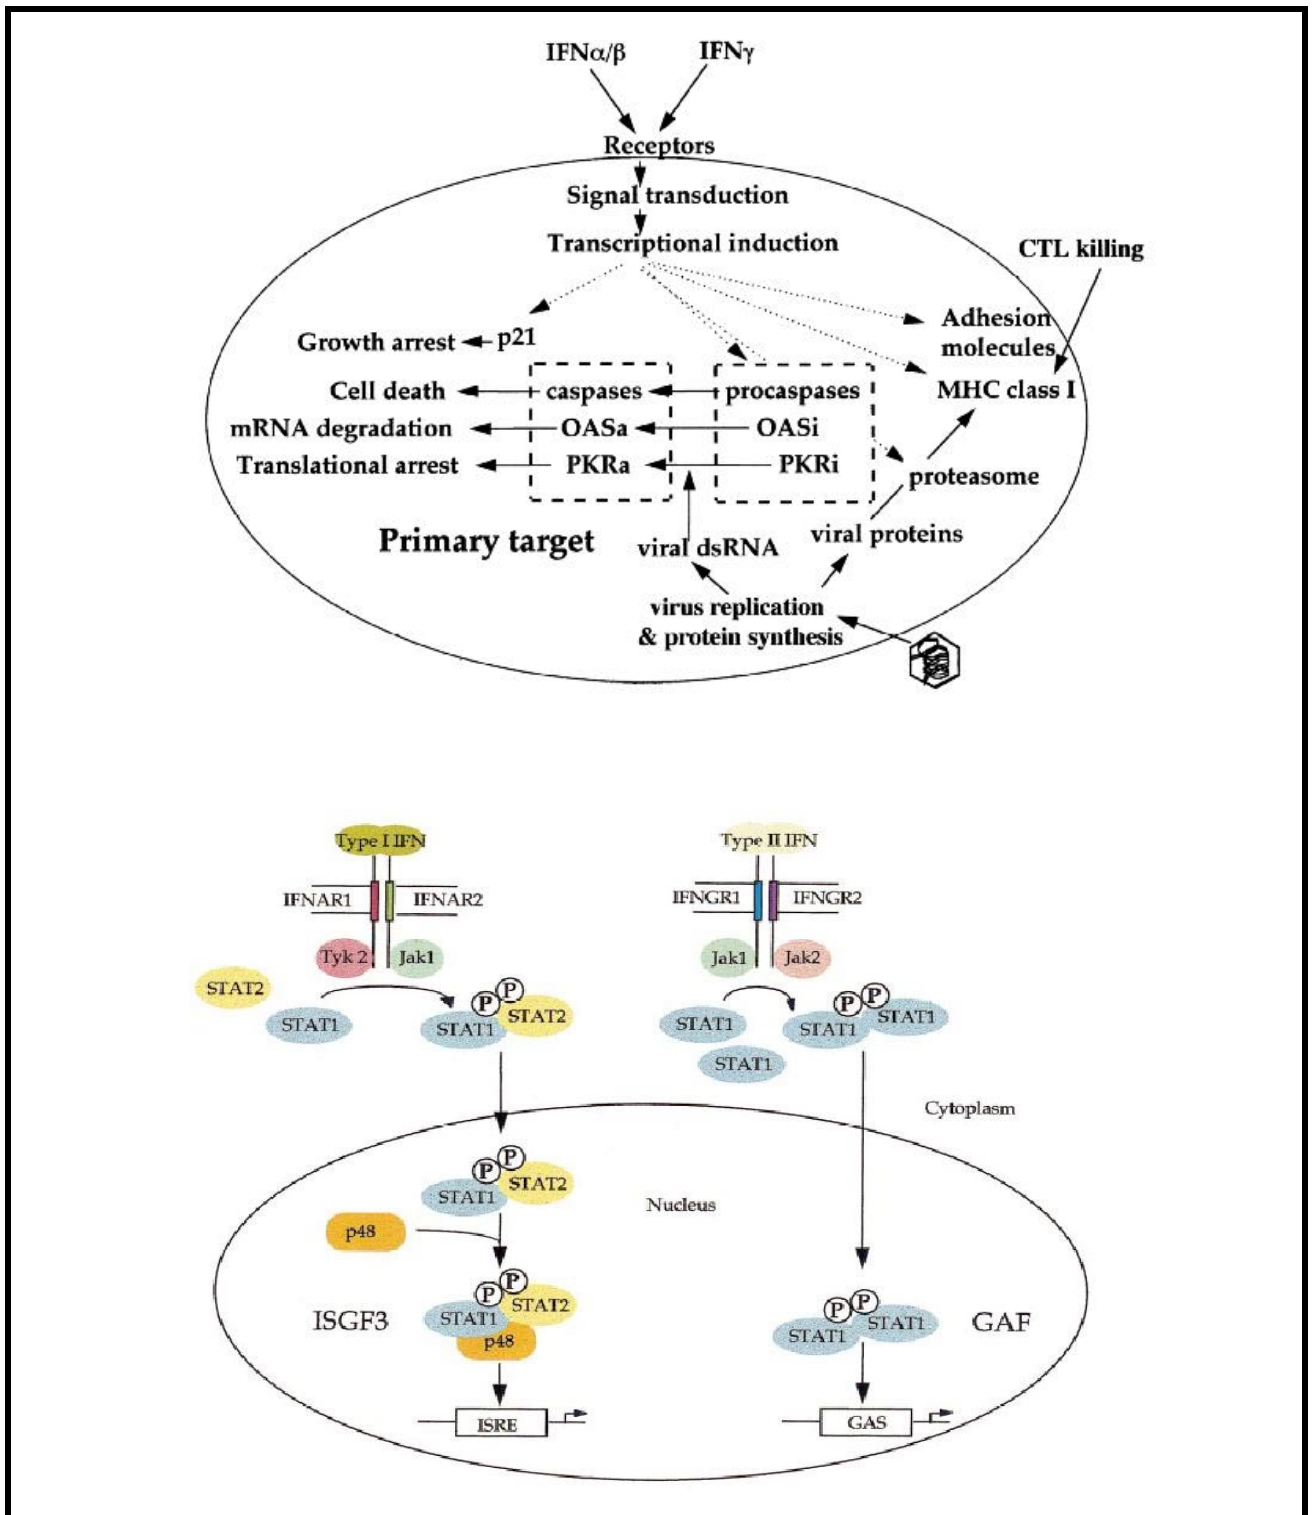 IFNα/β IFNγ
Receptors
Signal transduction
Transcriptional induction
CTL killing
Adhesion
molecules
Growth arrest p21
MHC class I
Cell death caspases procaspases
mRNA degradation OASa OASi
Translational arrest PKRa PKRi
proteasome
Primary target viral dsRNA viral proteins
virus replication
& protein synthesis
Type I IFN Type II IFN
IFNAR1 IFNAR2 IFNGR1 IFNGR2
Tyk 2 Jak1 Jak1 Jak2
STAT2 P P P P
STAT1 STAT1 STAT2 STAT1 STAT1 STAT1
STAT1
Cytoplasm
P P
STAT1 STAT2
Nucleus
p48
P P P P
ISGF3 STAT1 STAT2 STAT1 STAT1 GAF
p48
ISRE GAS